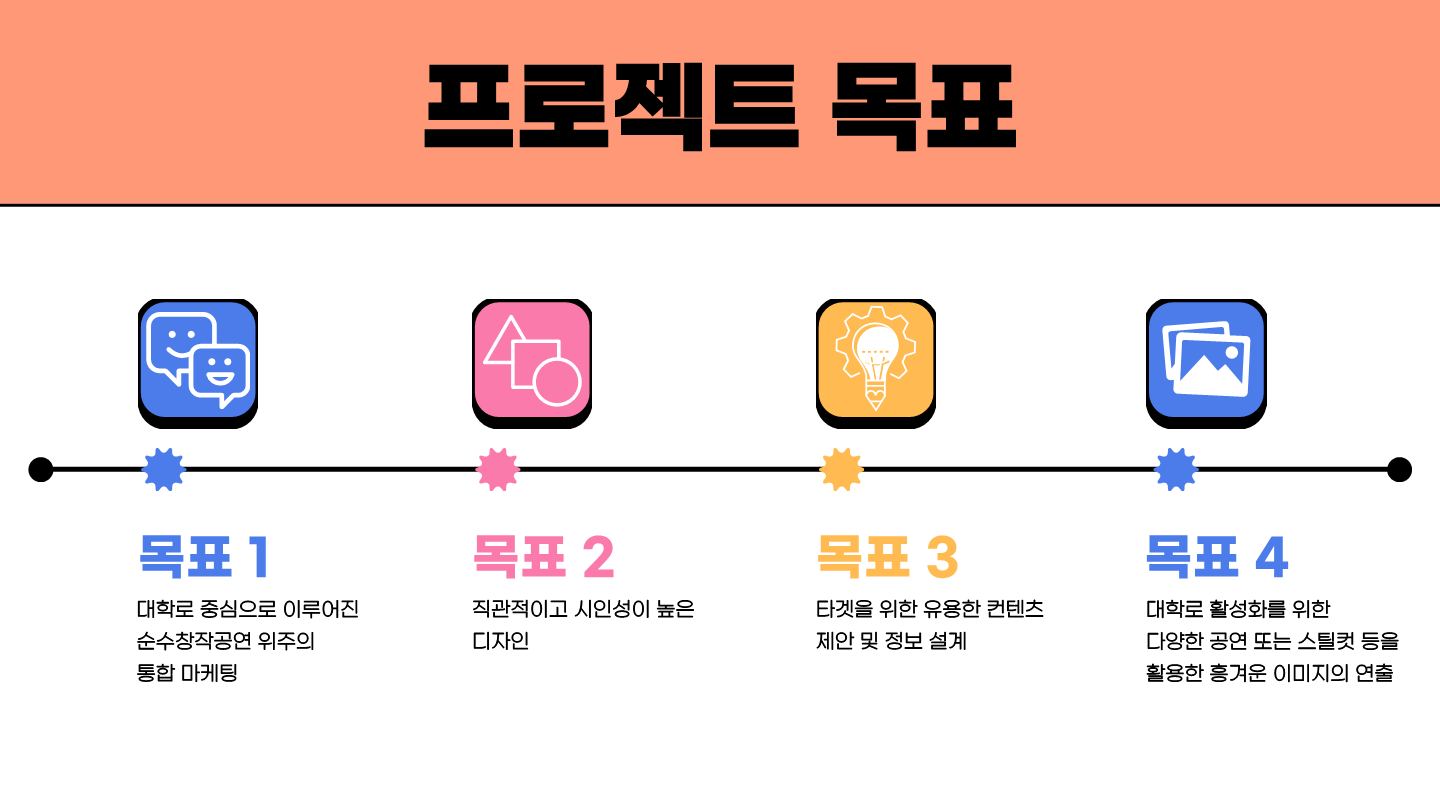 프로젝트 목표
목표 1
대학로 중심으로 이루어진
순수창작공연 위주의
통합 마케팅
목표 2
직관적이고 시인성이 높은
디자인
목표 3
타겟을 위한 유용한 컨텐츠
제안 및 정보 설계
목표 4
대학로 활성화를 위한
다양한 공연 또는 스틸컷 등을
활용한 흥겨운 이미지의 연출